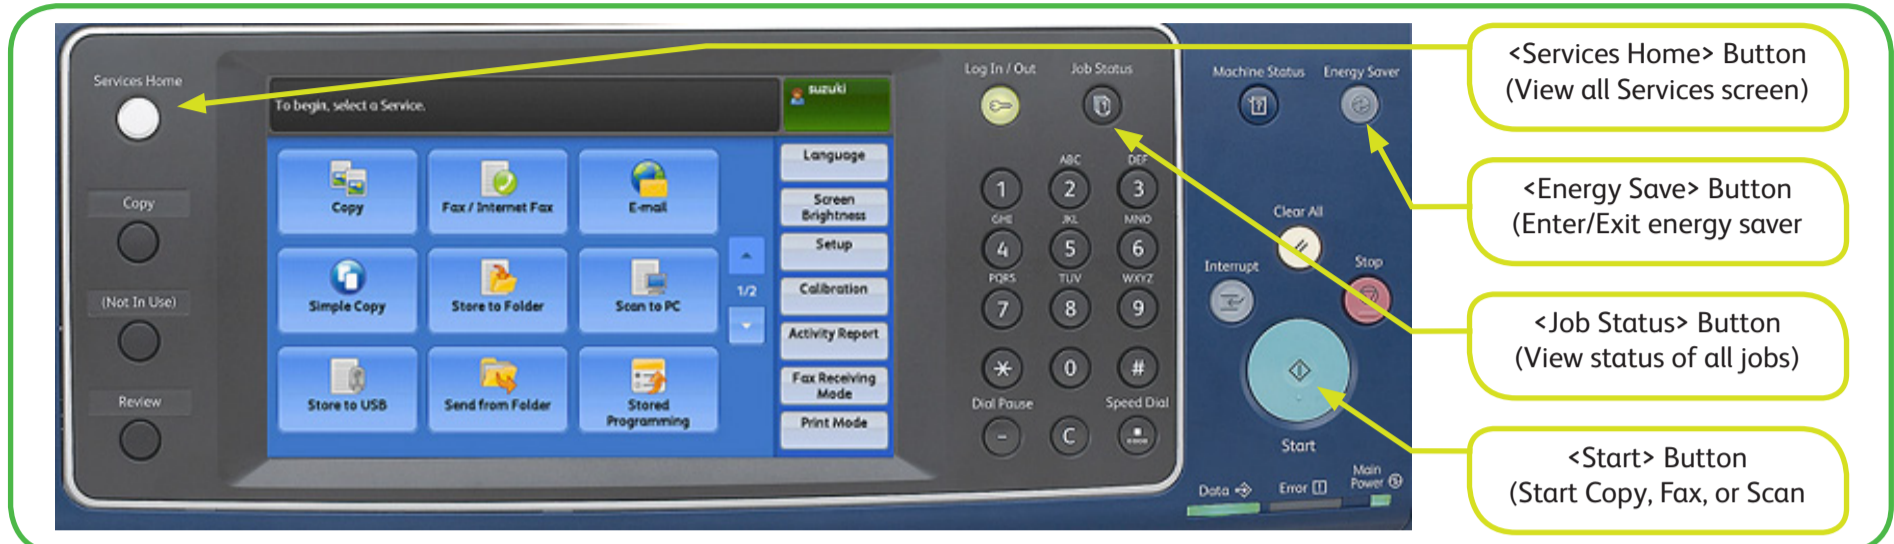 Services Home
Copy
(Not In Use)
Review
To begin, select a Service.
suzuki
Copy
Fax / Internet Fax
E-mail
Simple Copy
Store to Folder
Scan to PC
Store to USB
Send from Folder
Stored
Programming
1/2
Language
Screen
Brightness
Setup
Calibration
Activity Report
Fax Receiving
Mode
Print Mode
Log In / Out
Job Status
ABC
DEF
1
2
3
GHI
JKL
MNO
4
5
6
PQRS
TUV
WXYZ
7
8
9
*
0
#
Dial Pause
Speed Dial
-
C
Machine Status
Energy Saver
Clear All
Interrupt
Stop
Start
Data
Error
Main
Power
<Services Home> Button
(View all Services screen)
<Energy Save> Button
(Enter/Exit energy saver
<Job Status> Button
(View status of all jobs)
<Start> Button
(Start Copy, Fax, or Scan